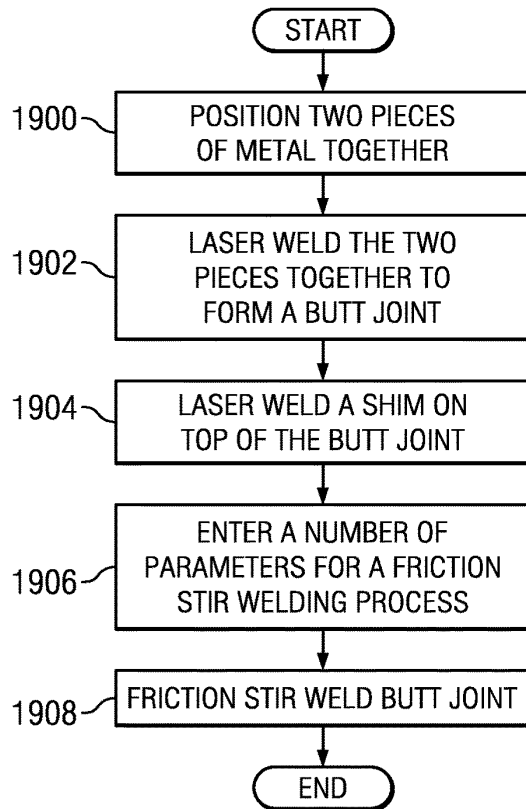 START
1900
POSITION TWO PIECES
OF METAL TOGETHER
1902
LASER WELD THE TWO
PIECES TOGETHER TO
FORM A BUTT JOINT
1904
LASER WELD A SHIM ON
TOP OF THE BUTT JOINT
1906
ENTER A NUMBER OF
PARAMETERS FOR A FRICTION
STIR WELDING PROCESS
1908
FRICTION STIR WELD BUTT JOINT
END